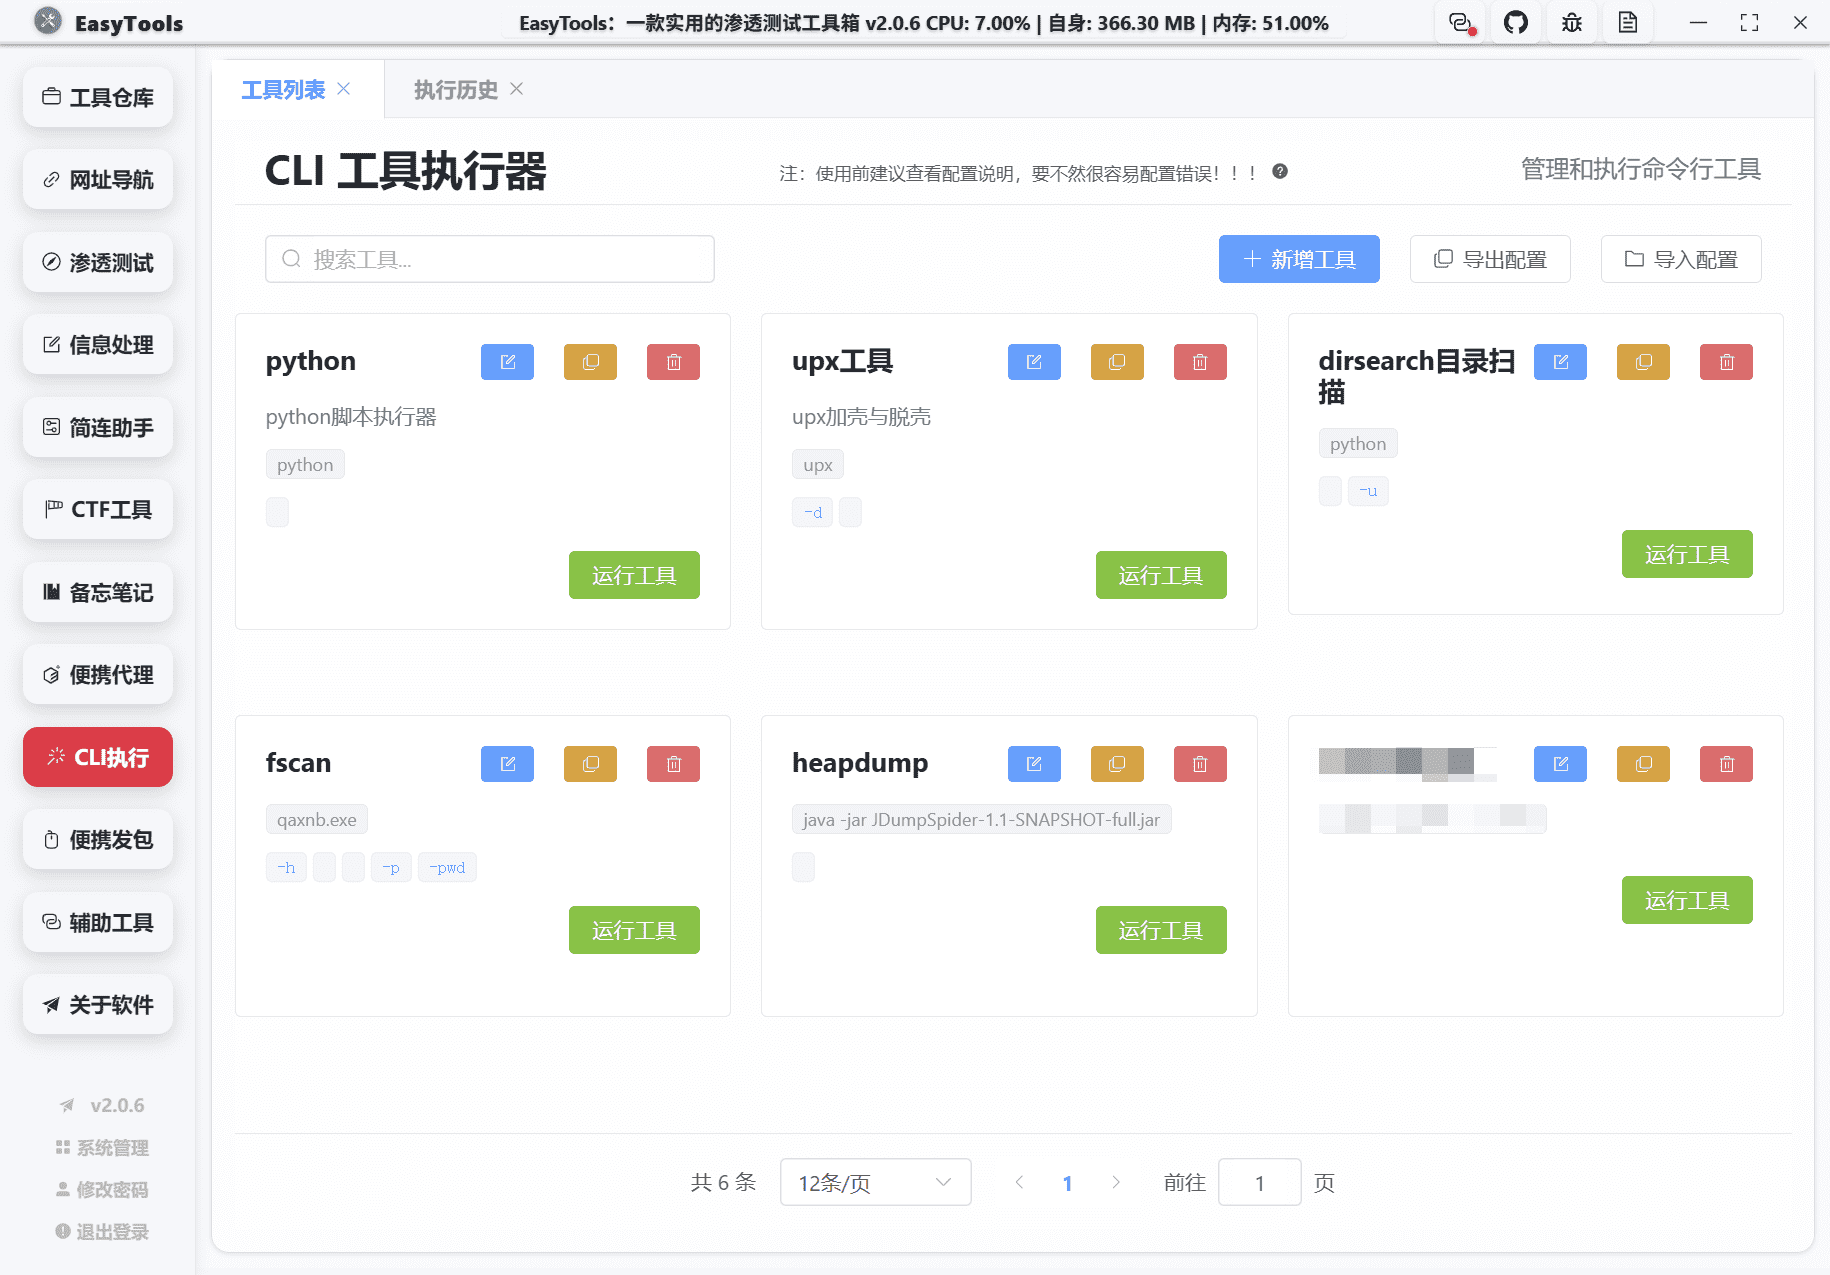 EasyTools
EasyTools：一款实用的渗透测试工具箱 v2.0.6 CPU: 7.00% | 自身: 366.30 MB | 内存: 51.00%
工具仓库
网址导航
渗透测试
信息处理
简连助手
CTF工具
备忘笔记
便携代理
CLI执行
便携发包
辅助工具
关于软件
v2.0.6
系统管理
修改密码
退出登录
工具列表
执行历史
CLI 工具执行器
注：使用前建议查看配置说明，要不然很容易配置错误！！！
管理和执行命令行工具
搜索工具...
新增工具
导出配置
导入配置
python
python脚本执行器
python
运行工具
upx工具
upx加壳与脱壳
upx
-d
运行工具
dirsearch目录扫
描
python
-u
运行工具
fscan
qaxnb.exe
-h -p -pwd
运行工具
heapdump
java -jar JDumpSpider-1.1-SNAPSHOT-full.jar
运行工具
运行工具
共 6 条
12条/页
1
前往 1 页